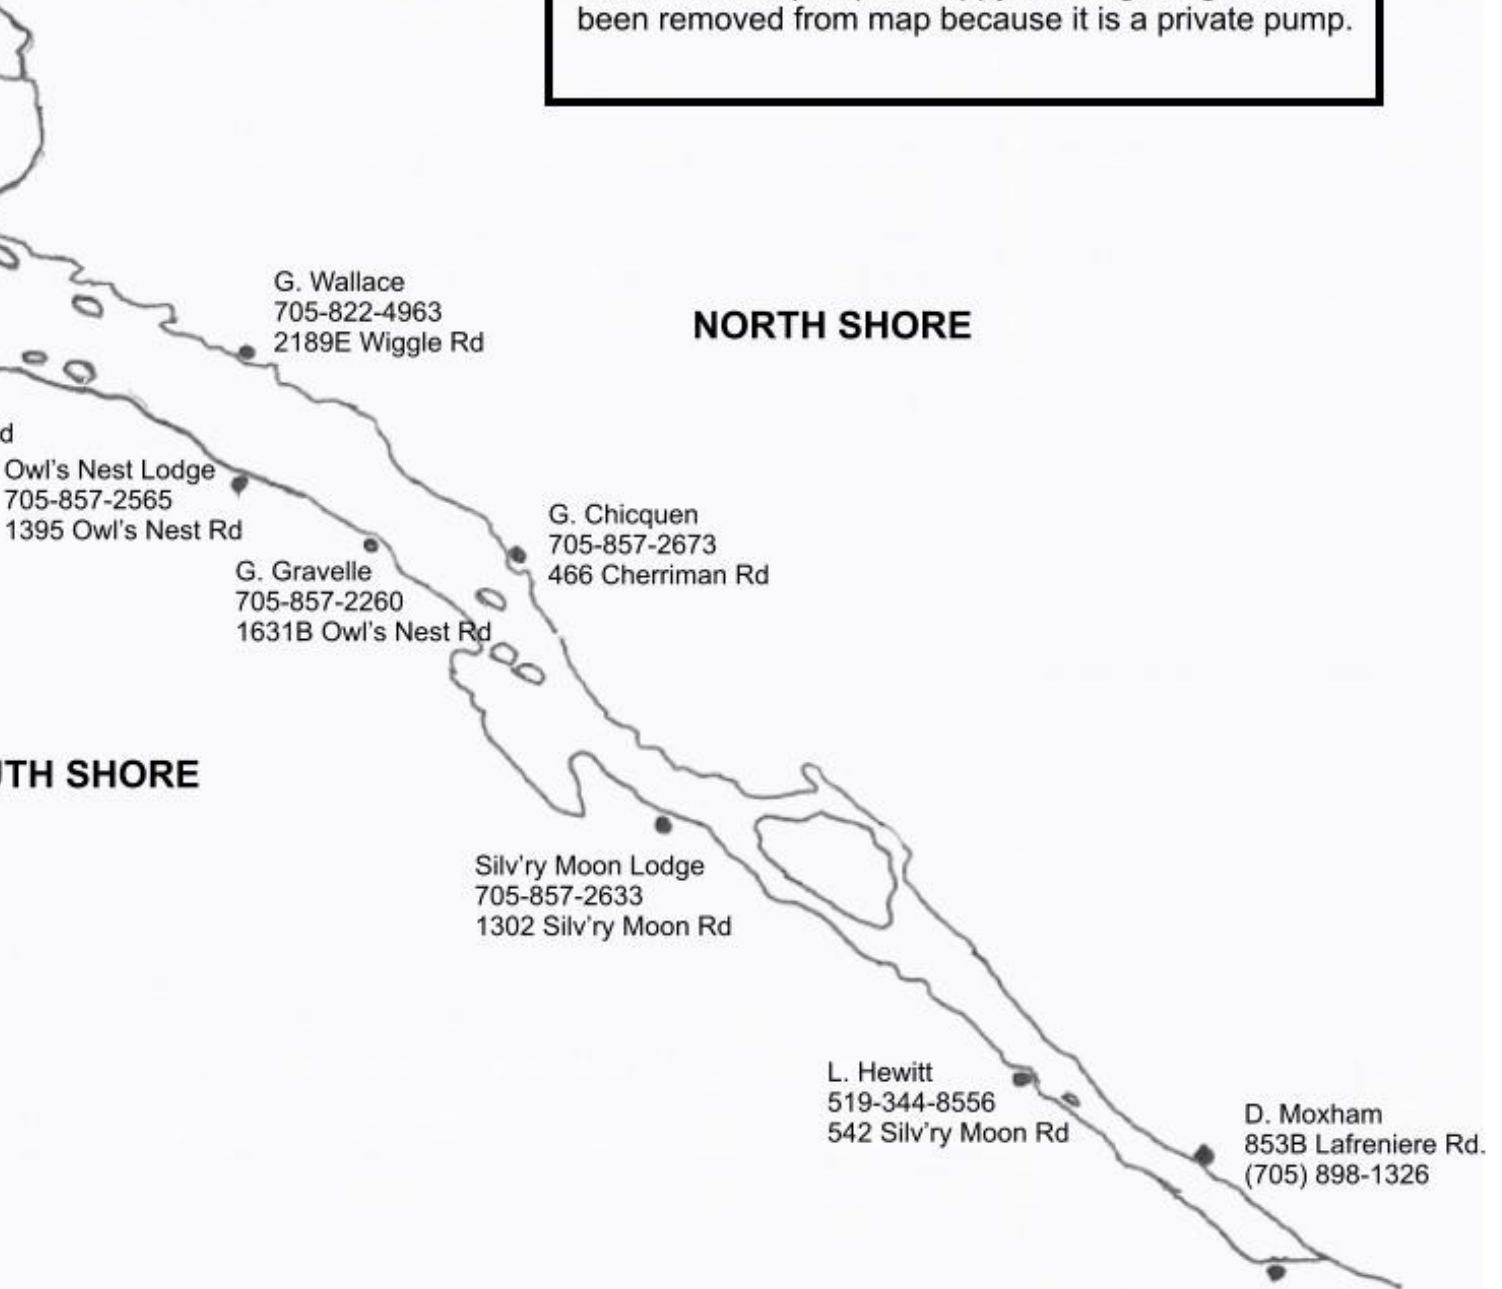 been removed from map because it is a private pump.
G. Wallace
705-822-4963
2189E Wiggle Rd
NORTH SHORE
d
Owl's Nest Lodge
705-857-2565
1395 Owl's Nest Rd
G. Chicquen
705-857-2673
466 Cherriman Rd
G. Gravelle
705-857-2260
1631B Owl's Nest Rd
TH SHORE
Silv'ry Moon Lodge
705-857-2633
1302 Silv'ry Moon Rd
L. Hewitt
519-344-8556
542 Silv'ry Moon Rd
D. Moxham
853B Lafreniere Rd.
(705) 898-1326